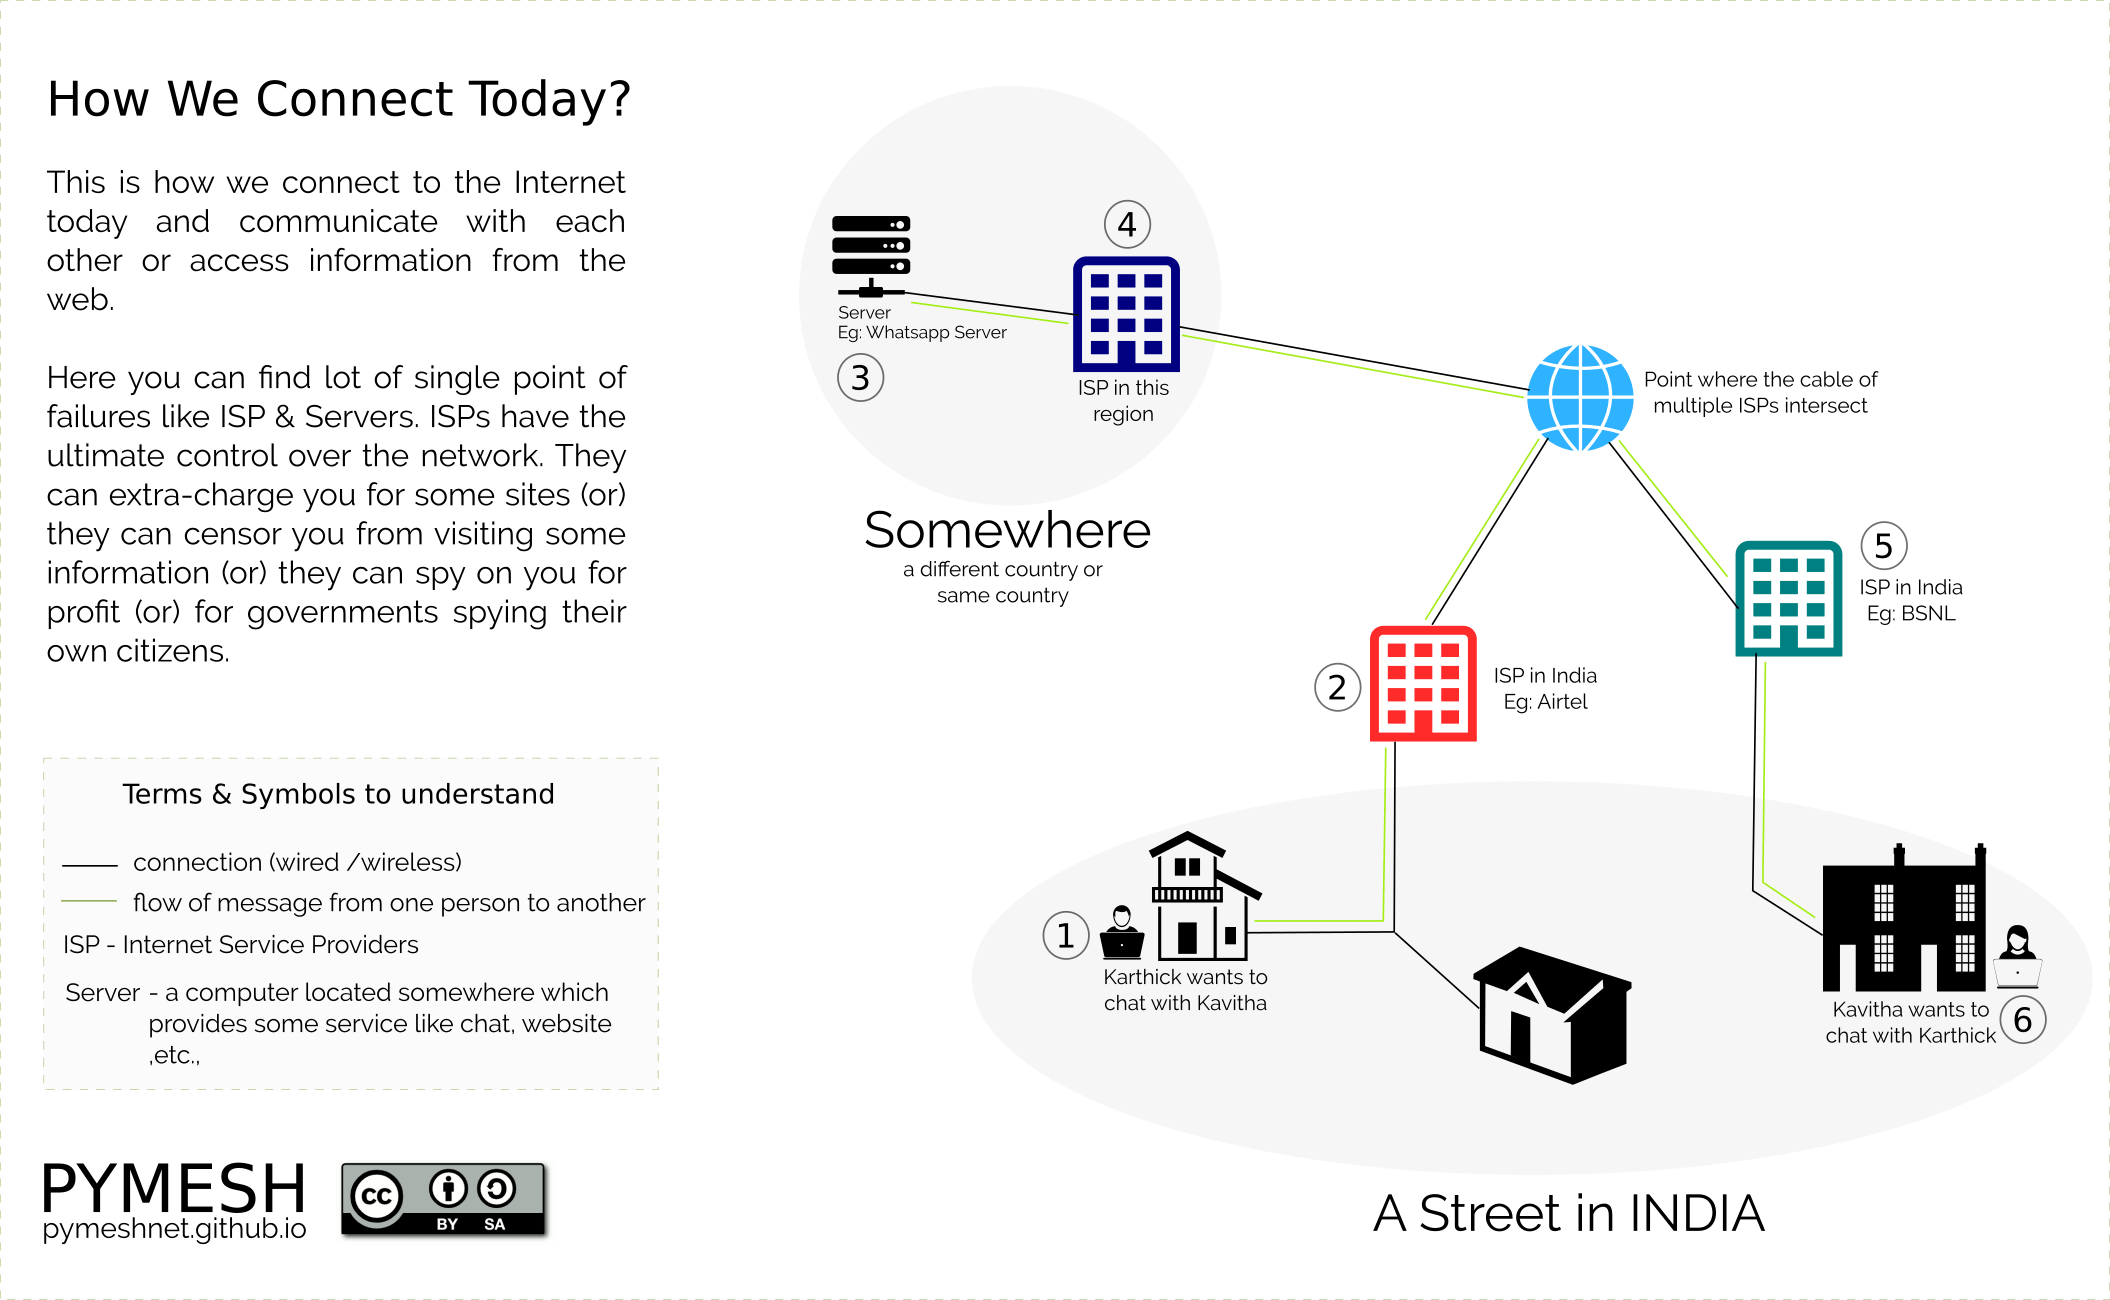 How We Connect Today?
This is how we connect to the Internet
today and communicate with each
other or access information from the
web.
Here you can find lot of single point of
failures like ISP & Servers. ISPs have the
ultimate control over the network. They
can extra-charge you for some sites (or)
they can censor you from visiting some
information (or) they can spy on you for
profit (or) for governments spying their
own citizens.
Terms & Symbols to understand
connection (wired /wireless)
flow of message from one person to another
ISP - Internet Service Providers
Server - a computer located somewhere which
provides some service like chat, website
,etc.,
PYMESH
pymeshnet.github.io
cc
BY SA
4
Server
Eg: Whatsapp Server
3
ISP in this
region
Somewhere
a different country or
same country
Point where the cable of
multiple ISPs intersect
5
ISP in India
Eg: BSNL
2
ISP in India
Eg: Airtel
1
Karthick wants to
chat with Kavitha
Kavitha wants to
chat with Karthick
6
A Street in INDIA